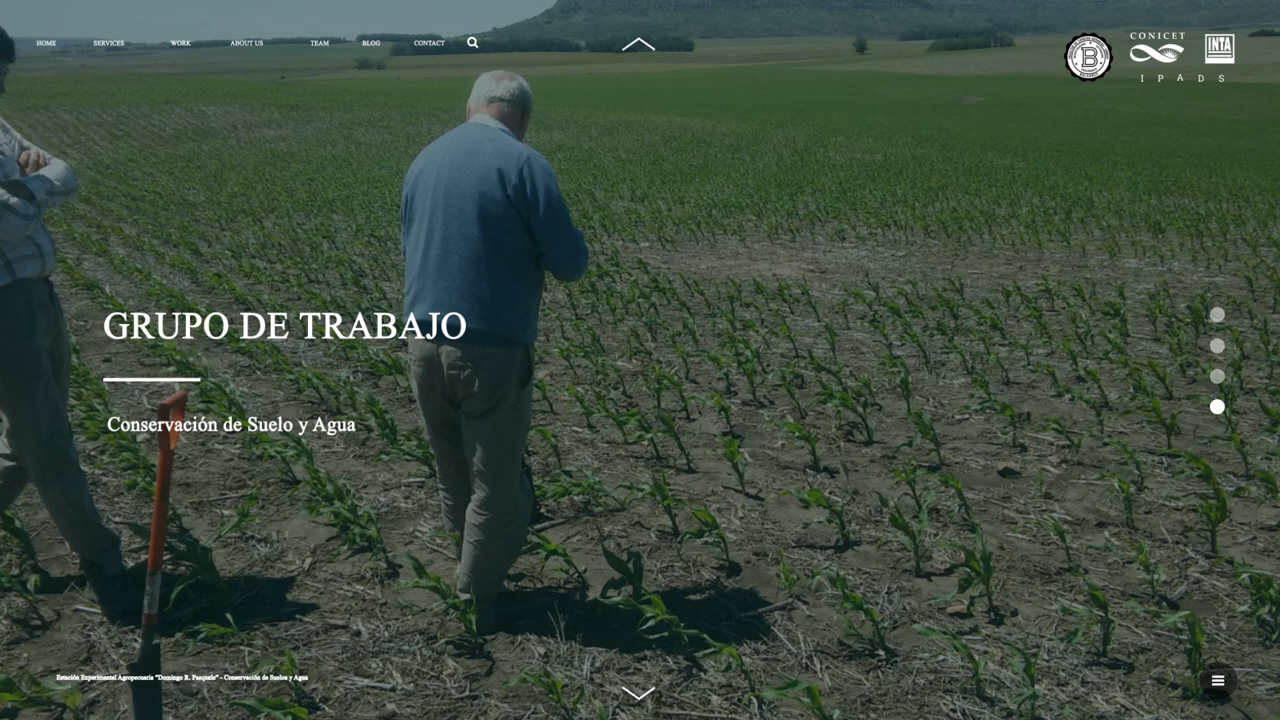 HOME SERVICES WORK ABOUT US TEAM BLOG CONTACT
CONICET
INTA
B
IPADS
GRUPO DE TRABAJO
Conservación de Suelo y Agua
Estación Experimental Agropecuaria "Domingo R. Pasquale" - Conservación de Suelos y Agua